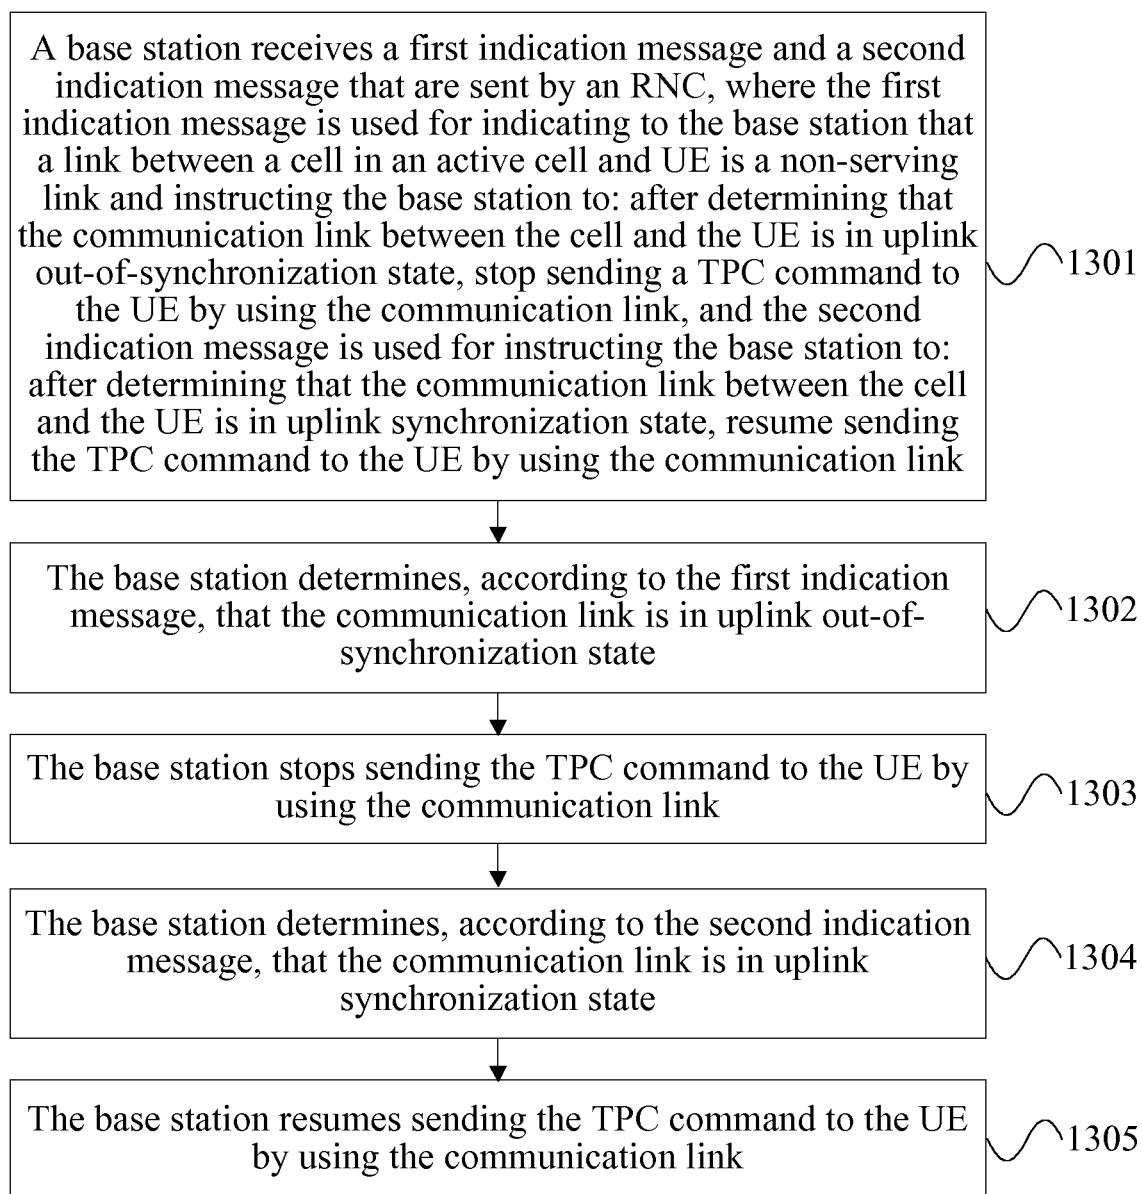 A base station receives a first indication message and a second
indication message that are sent by an RNC, where the first
indication message is used for indicating to the base station that
a link between a cell in an active cell and UE is a non-serving
link and instructing the base station to: after determining that
the communication link between the cell and the UE is in uplink
out-of-synchronization state, stop sending a TPC command to
the UE by using the communication link, and the second
indication message is used for instructing the base station to:
after determining that the communication link between the cell
and the UE is in uplink synchronization state, resume sending
the TPC command to the UE by using the communication link
1301
The base station determines, according to the first indication
message, that the communication link is in uplink out-of-
synchronization state
1302
The base station stops sending the TPC command to the UE by
using the communication link
1303
The base station determines, according to the second indication
message, that the communication link is in uplink
synchronization state
1304
The base station resumes sending the TPC command to the UE
by using the communication link
1305